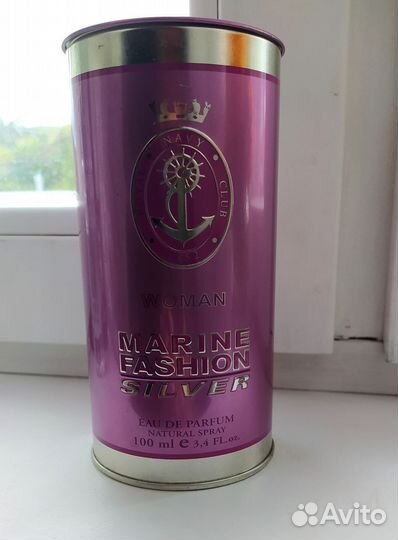 NAVY
CLUB
WOMAN
MARINE
FASHION
SILVER
EAU DE PARFUM
NATURAL SPRAY
100 ml e 3,4 FL.oz.
Avito